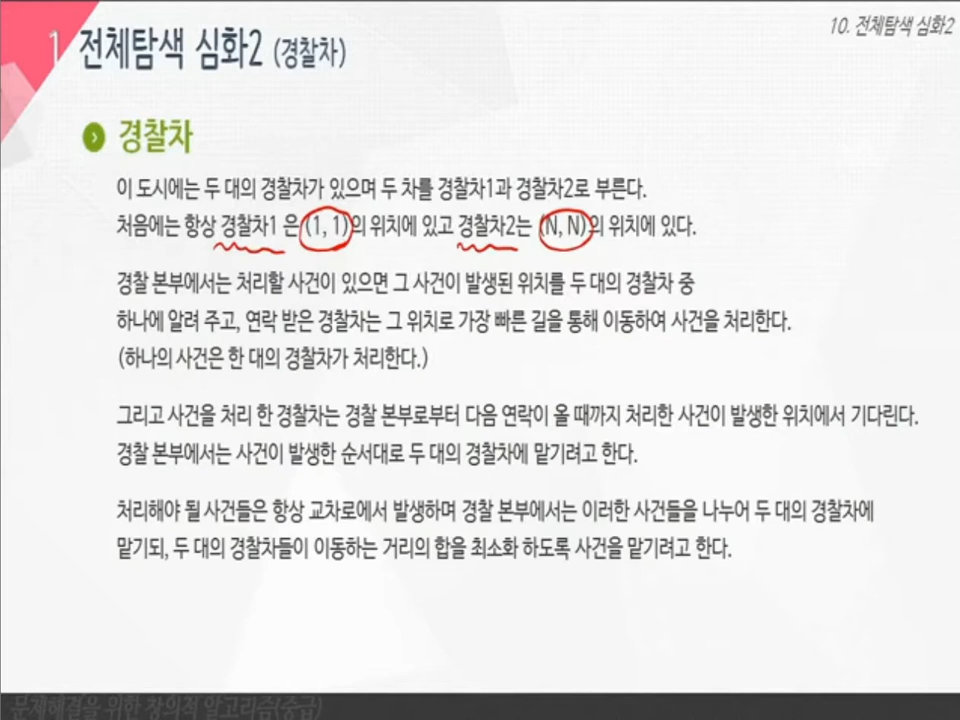 10. 전체탐색 심화2
1 전체탐색 심화2 (경찰차)
경찰차
이 도시에는 두 대의 경찰차가 있으며 두 차를 경찰차1과 경찰차2로 부른다.
처음에는 항상 경찰차1 은 (1, 1)의 위치에 있고 경찰차2는 (N, N)의 위치에 있다.
경찰 본부에서는 처리할 사건이 있으면 그 사건이 발생된 위치를 두 대의 경찰차 중
하나에 알려 주고, 연락 받은 경찰차는 그 위치로 가장 빠른 길을 통해 이동하여 사건을 처리한다.
(하나의 사건은 한 대의 경찰차가 처리한다.)
그리고 사건을 처리 한 경찰차는 경찰 본부로부터 다음 연락이 올 때까지 처리한 사건이 발생한 위치에서 기다린다.
경찰 본부에서는 사건이 발생한 순서대로 두 대의 경찰차에 맡기려고 한다.
처리해야 될 사건들은 항상 교차로에서 발생하며 경찰 본부에서는 이러한 사건들을 나누어 두 대의 경찰차에
맡기되, 두 대의 경찰차들이 이동하는 거리의 합을 최소화 하도록 사건을 맡기려고 한다.
문제해결을 위한 창의적 알고리즘(중급)